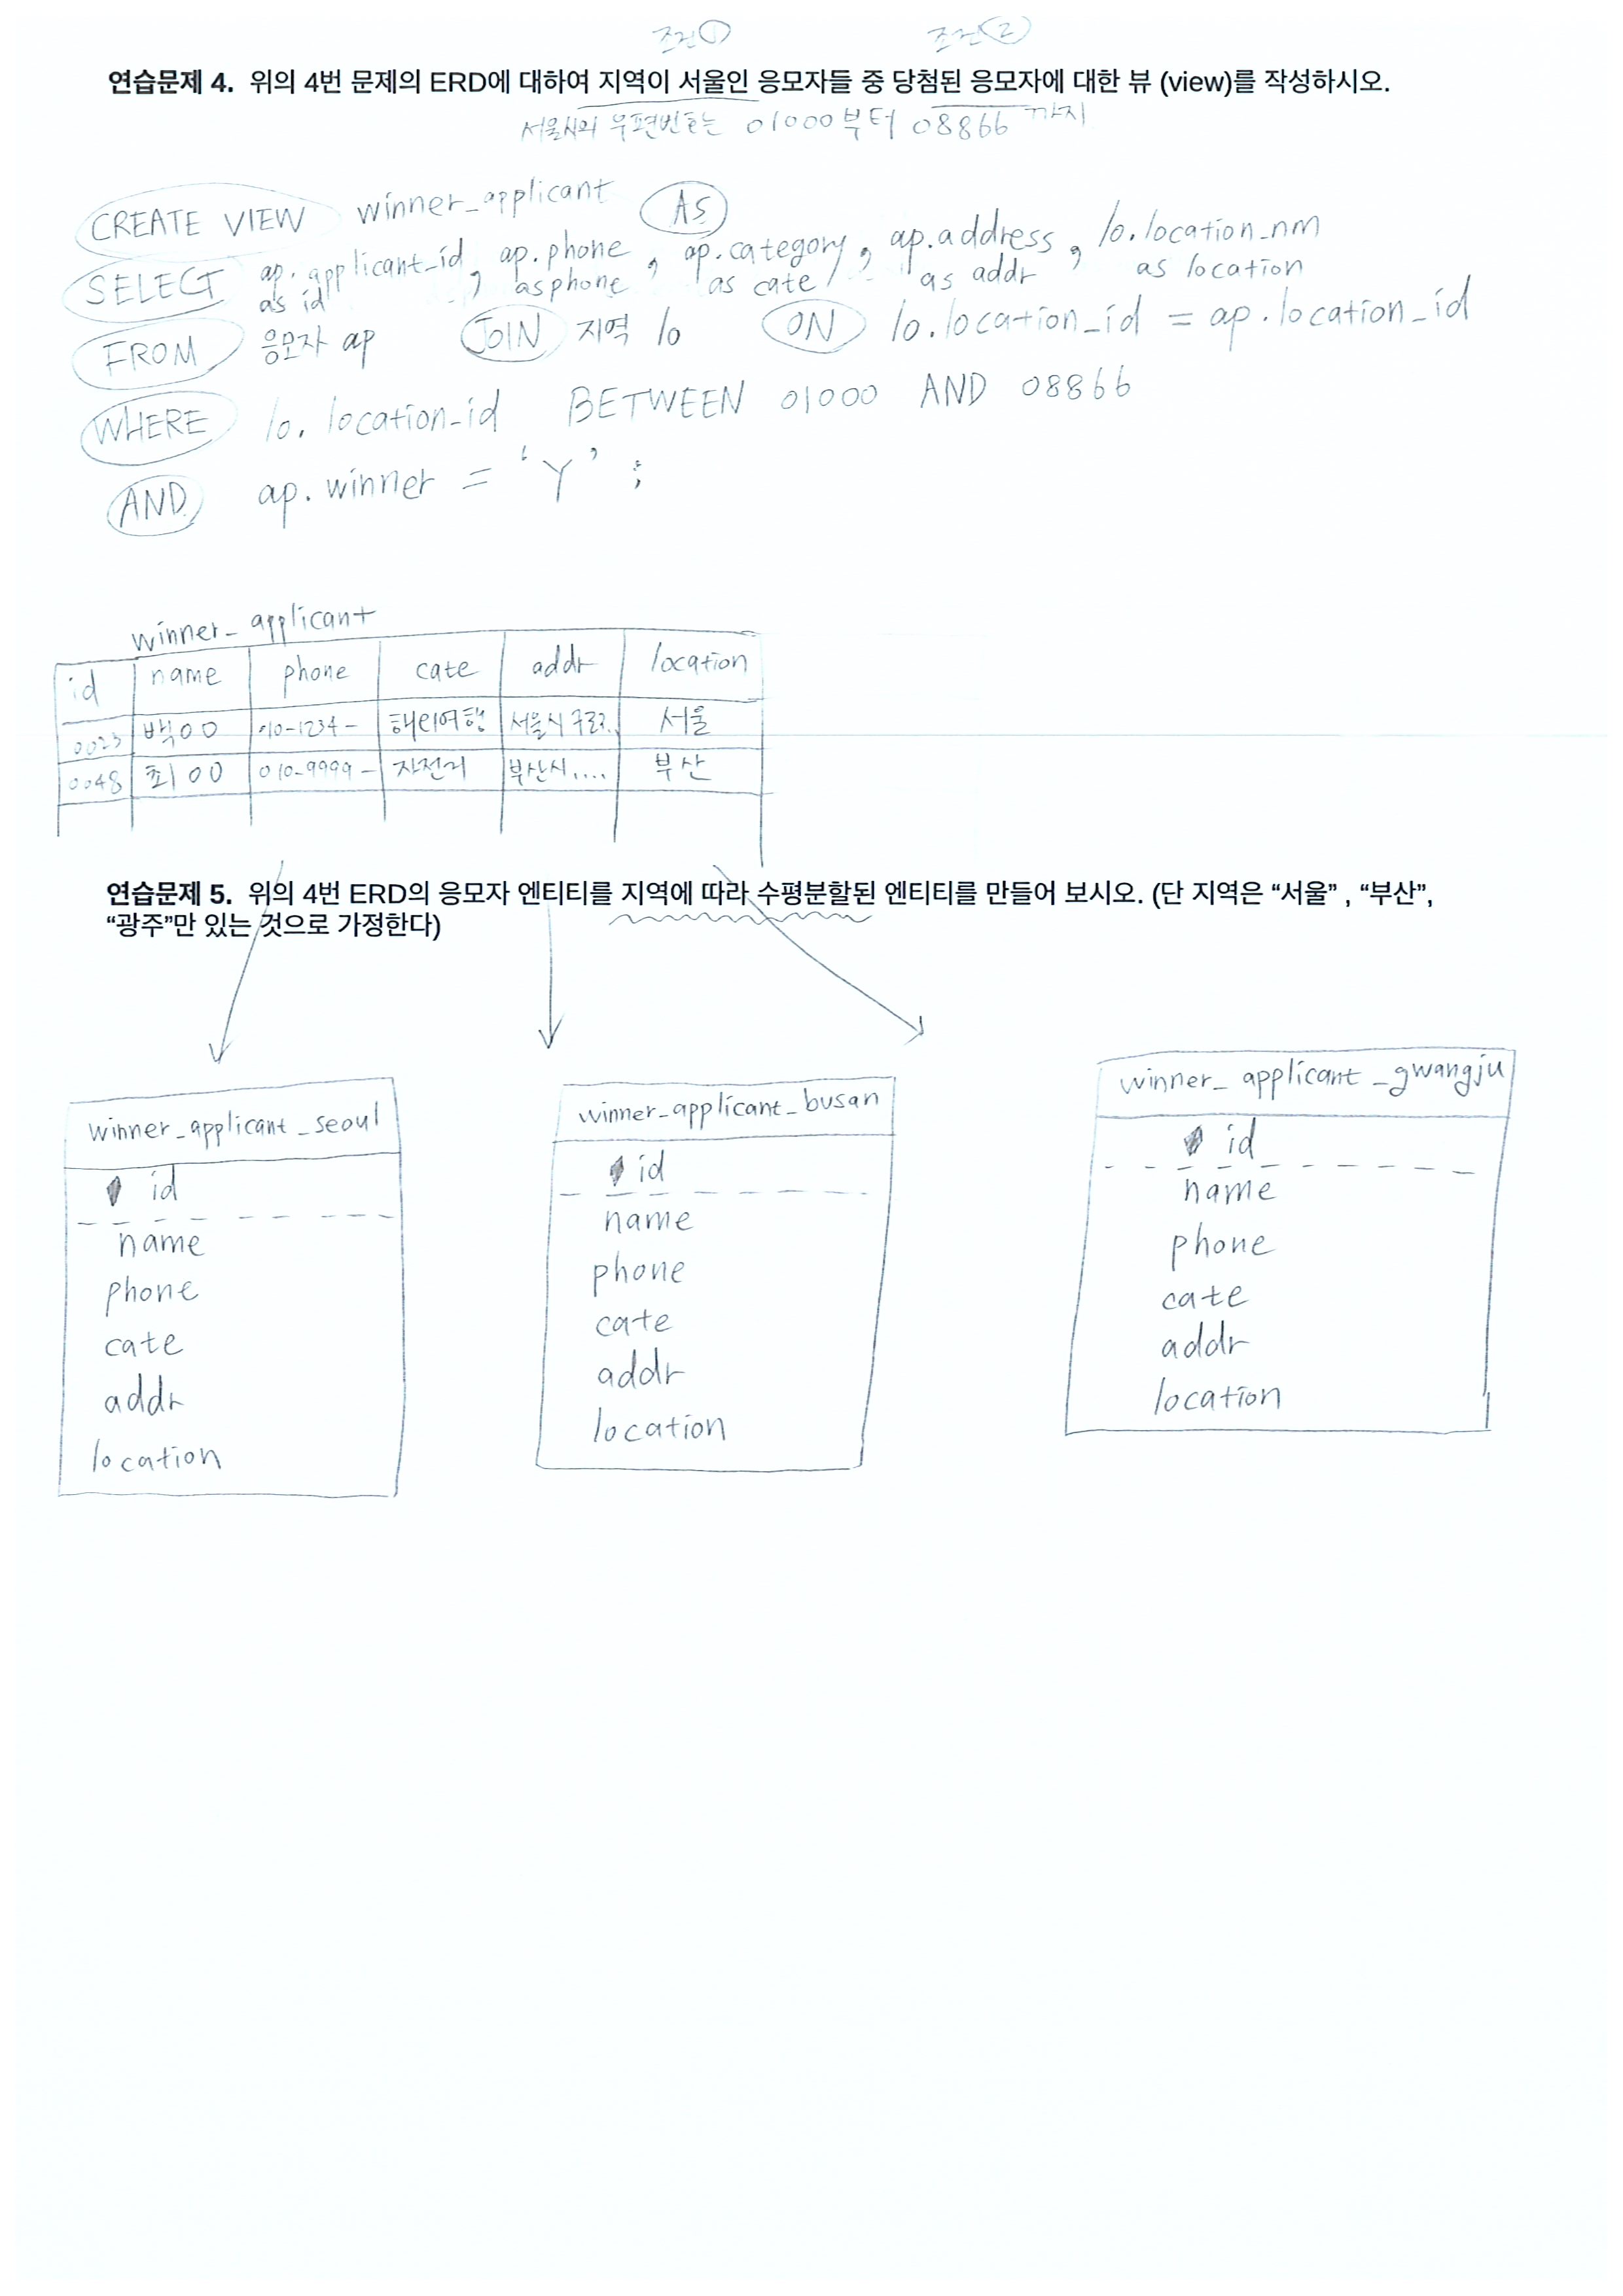 조건① 조건②
연습문제 4. 위의 4번 문제의 ERD에 대하여 지역이 서울인 응모자들 중 당첨된 응모자에 대한 뷰 (view)를 작성하시오.
서울시의 우편번호는 01000부터 08866까지
CREATE VIEW winner_applicant AS
SELECT ap.applicant_id, ap.phone, ap.category, ap.address, lo.location_nm
as id as phone as cate as addr as location
FROM 응모자 ap JOIN 지역 lo ON lo.location_id = ap.location_id
WHERE lo.location_id BETWEEN 01000 AND 08866
AND ap.winner = 'Y' ;
winner_applicant
id name phone cate addr location
0023 백00 010-1234- 해외여행 서울시 구로.. 서울
0048 최00 010-9999- 자전거 부산시.... 부산
연습문제 5. 위의 4번 ERD의 응모자 엔티티를 지역에 따라 수평분할된 엔티티를 만들어 보시오. (단 지역은 “서울” , “부산”,
“광주”만 있는 것으로 가정한다)
winner_applicant_seoul
id
name
phone
cate
addr
location
winner_applicant_busan
id
name
phone
cate
addr
location
winner_applicant_gwangju
id
name
phone
cate
addr
location